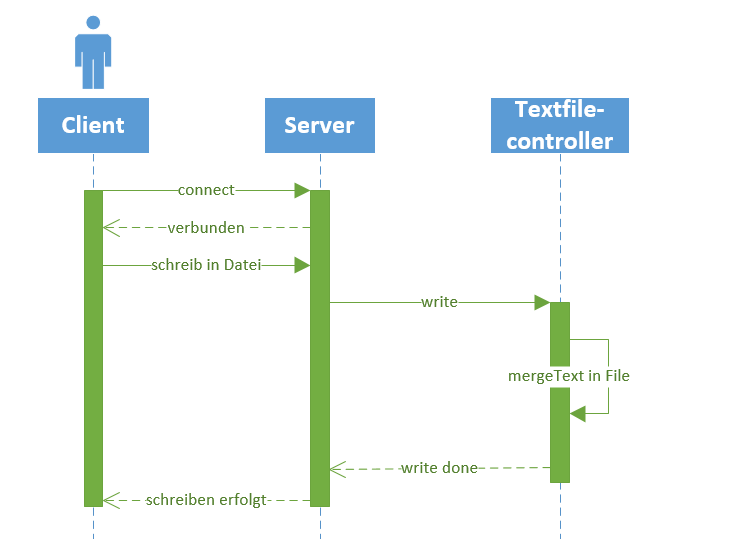 Client
Server
Textfile-
controller
connect
verbunden
schreib in Datei
write
mergeText in File
write done
schreiben erfolgt